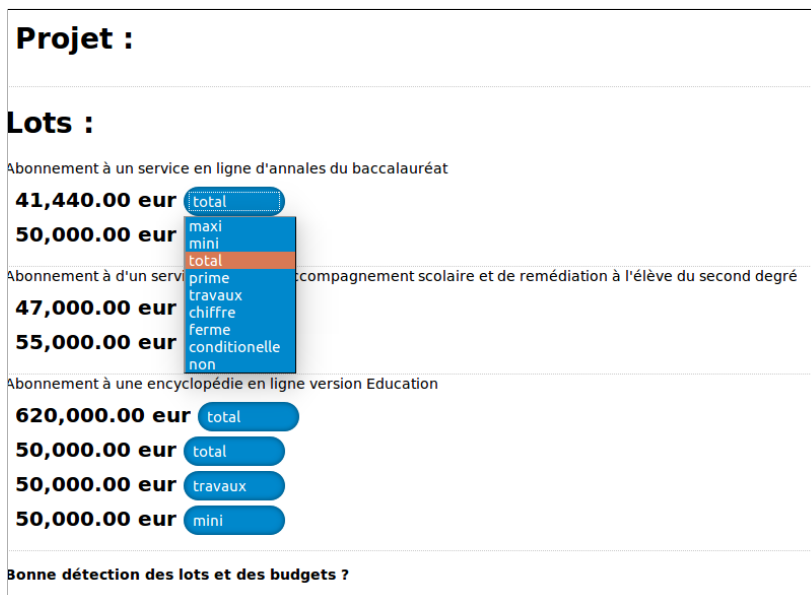 Projet :
Lots :
Abonnement à un service en ligne d'annales du baccalauréat
41,440.00 eur total
50,000.00 eur
maxi
mini
total
prime
travaux
chiffre
ferme
conditionelle
non
Abonnement à d'un servi ccompagnement scolaire et de remédiation à l'élève du second degré
47,000.00 eur
55,000.00 eur
Abonnement à une encyclopédie en ligne version Education
620,000.00 eur total
50,000.00 eur total
50,000.00 eur travaux
50,000.00 eur mini
Bonne détection des lots et des budgets ?